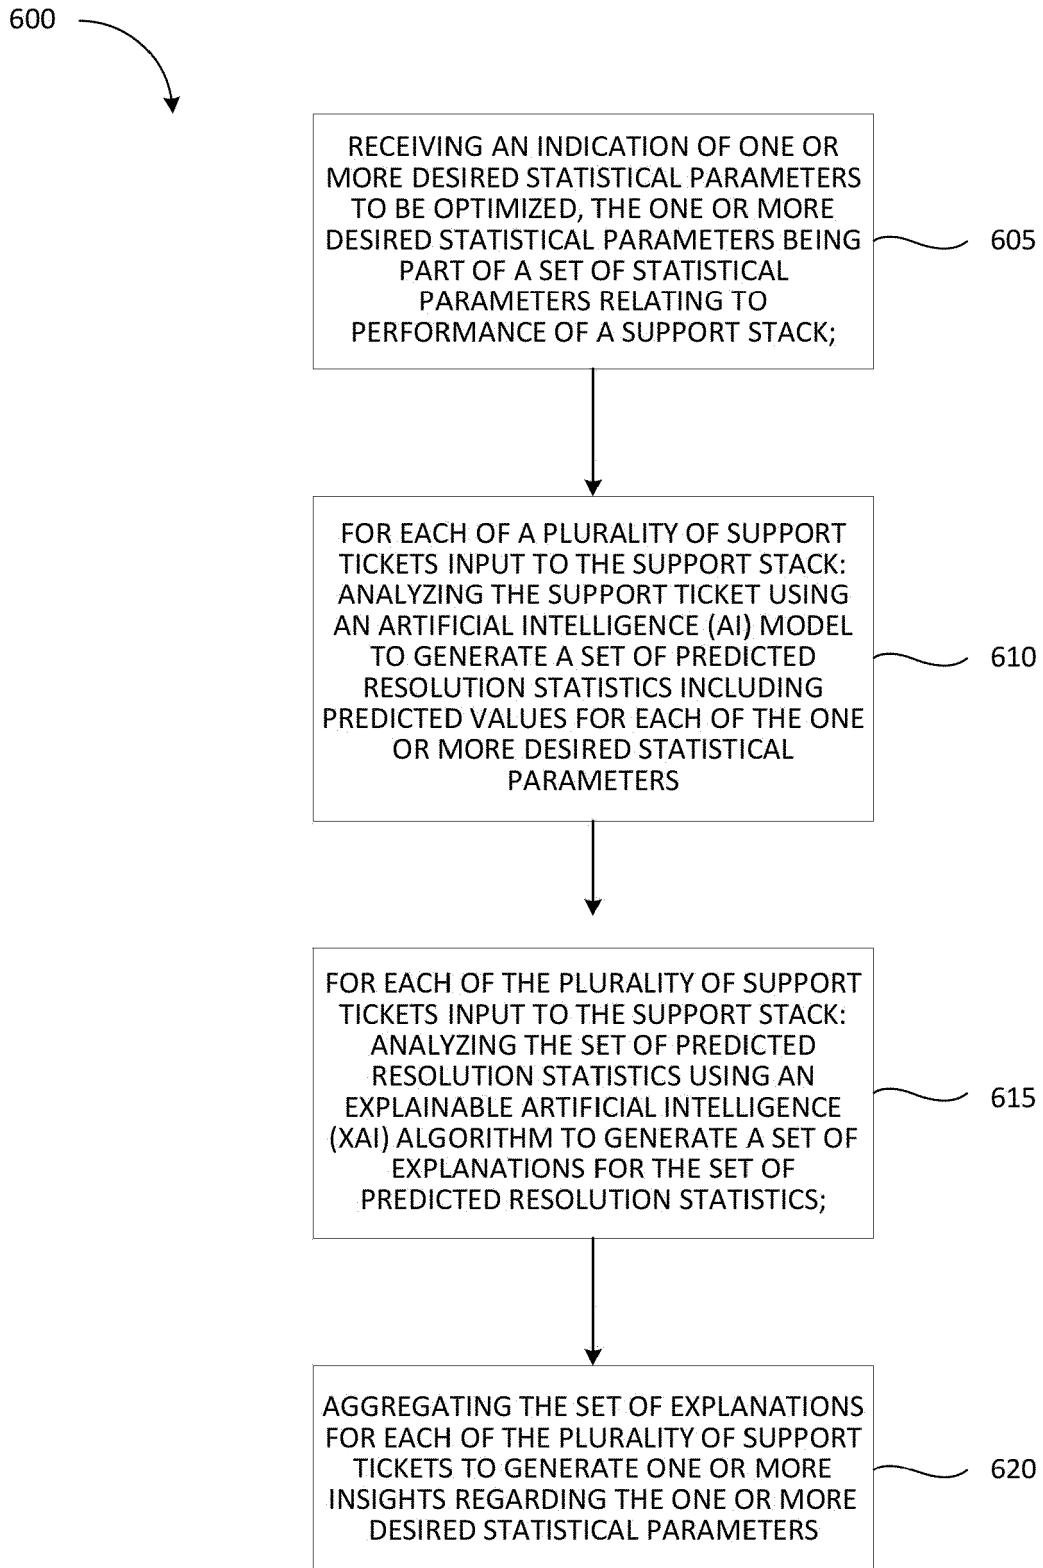 600
RECEIVING AN INDICATION OF ONE OR
MORE DESIRED STATISTICAL PARAMETERS
TO BE OPTIMIZED, THE ONE OR MORE
DESIRED STATISTICAL PARAMETERS BEING
PART OF A SET OF STATISTICAL
PARAMETERS RELATING TO
PERFORMANCE OF A SUPPORT STACK;
605
FOR EACH OF A PLURALITY OF SUPPORT
TICKETS INPUT TO THE SUPPORT STACK:
ANALYZING THE SUPPORT TICKET USING
AN ARTIFICIAL INTELLIGENCE (AI) MODEL
TO GENERATE A SET OF PREDICTED
RESOLUTION STATISTICS INCLUDING
PREDICTED VALUES FOR EACH OF THE ONE
OR MORE DESIRED STATISTICAL
PARAMETERS
610
FOR EACH OF THE PLURALITY OF SUPPORT
TICKETS INPUT TO THE SUPPORT STACK:
ANALYZING THE SET OF PREDICTED
RESOLUTION STATISTICS USING AN
EXPLAINABLE ARTIFICIAL INTELLIGENCE
(XAI) ALGORITHM TO GENERATE A SET OF
EXPLANATIONS FOR THE SET OF
PREDICTED RESOLUTION STATISTICS;
615
AGGREGATING THE SET OF EXPLANATIONS
FOR EACH OF THE PLURALITY OF SUPPORT
TICKETS TO GENERATE ONE OR MORE
INSIGHTS REGARDING THE ONE OR MORE
DESIRED STATISTICAL PARAMETERS
620